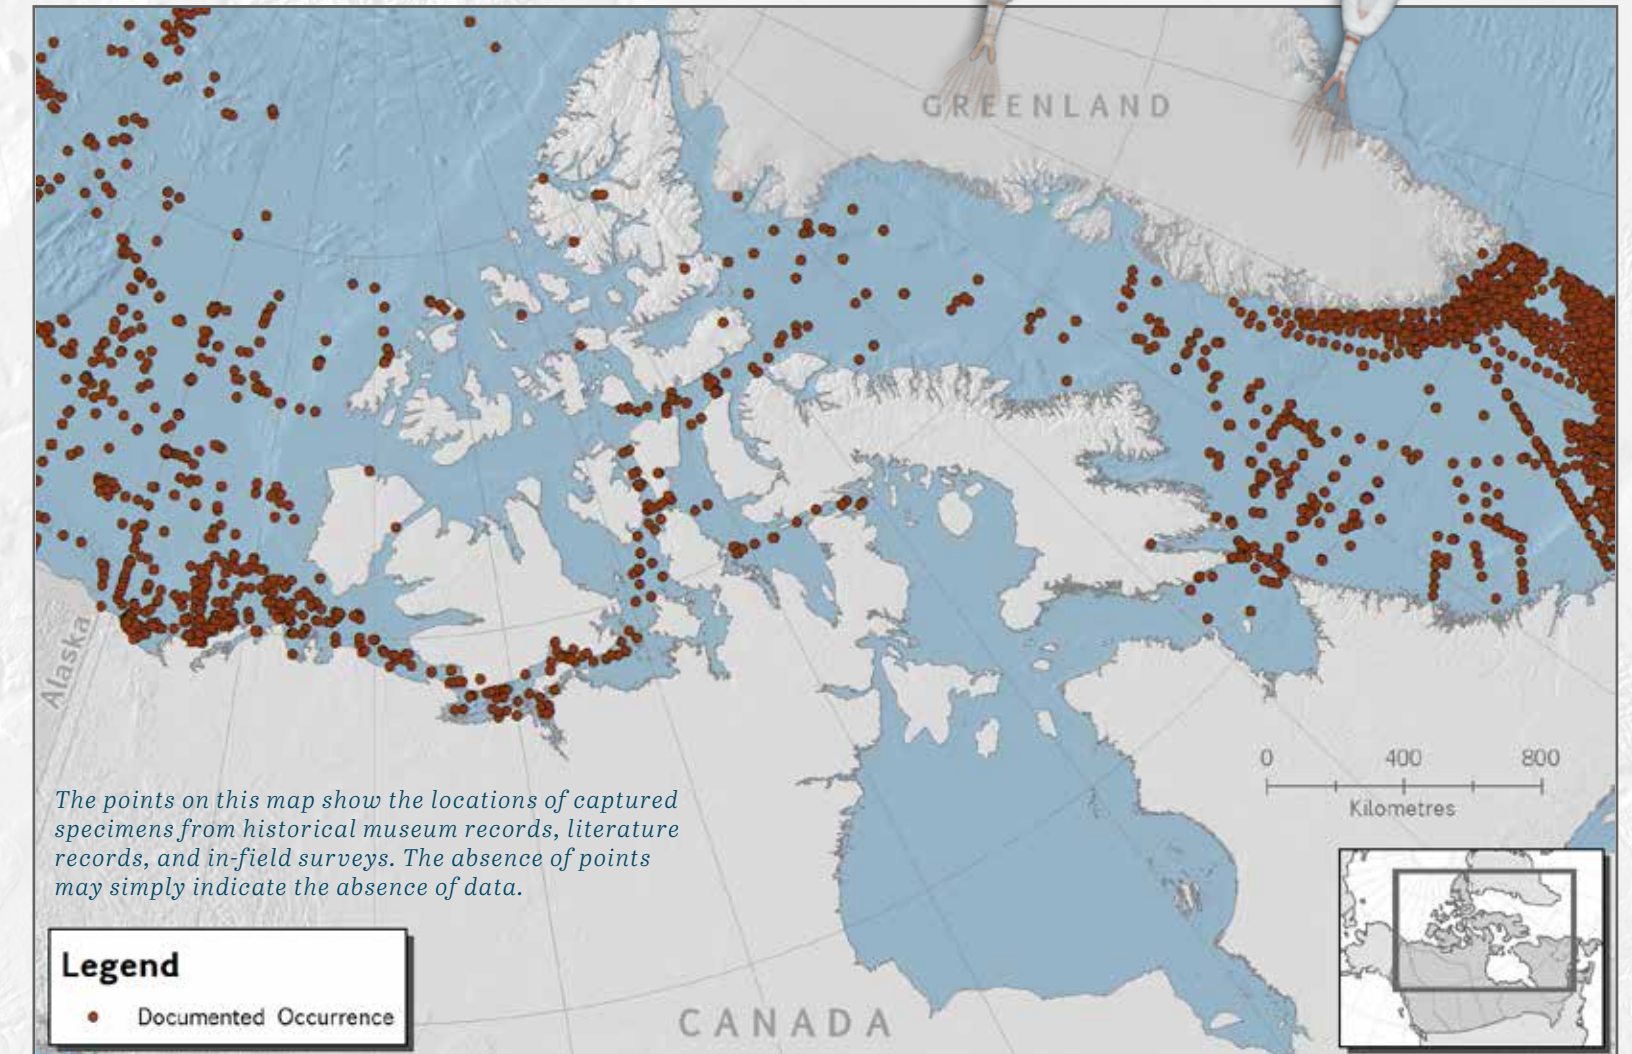 GREENLAND
Alaska
0 400 800
Kilometres
The points on this map show the locations of captured
specimens from historical museum records, literature
records, and in-field surveys. The absence of points
may simply indicate the absence of data.
Legend
Documented Occurrence
CANADA